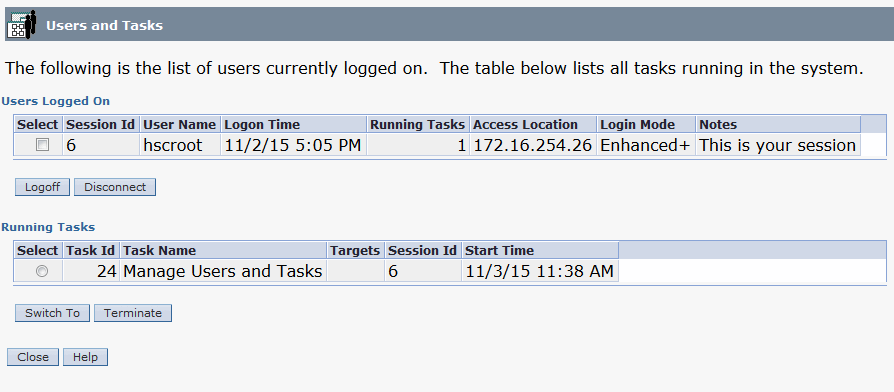 Users and Tasks
The following is the list of users currently logged on. The table below lists all tasks running in the system.
Users Logged On
Select Session Id User Name Logon Time Running Tasks Access Location Login Mode Notes
6 hscroot 11/2/15 5:05 PM 1 172.16.254.26 Enhanced+ This is your session
Logoff Disconnect
Running Tasks
Select Task Id Task Name Targets Session Id Start Time
24 Manage Users and Tasks 6 11/3/15 11:38 AM
Switch To Terminate
Close Help